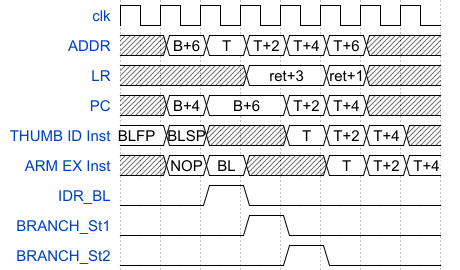 clk
ADDR B+6 T T+2 T+4 T+6
LR ret+3 ret+1
PC B+4 B+6 T+2 T+4
THUMB ID Inst BLFP BLSP T T+2 T+4
ARM EX Inst NOP BL T T+2 T+4
IDR_BL
BRANCH_St1
BRANCH_St2